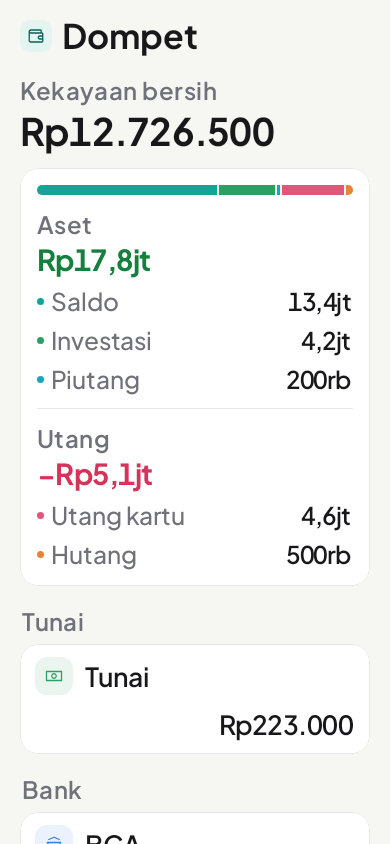 Dompet
Kekayaan bersih
Rp12.726.500
Aset
Rp17,8jt
Saldo 13,4jt
Investasi 4,2jt
Piutang 200rb
Utang
−Rp5,1jt
Utang kartu 4,6jt
Hutang 500rb
Tunai
Tunai
Rp223.000
Bank
BCA